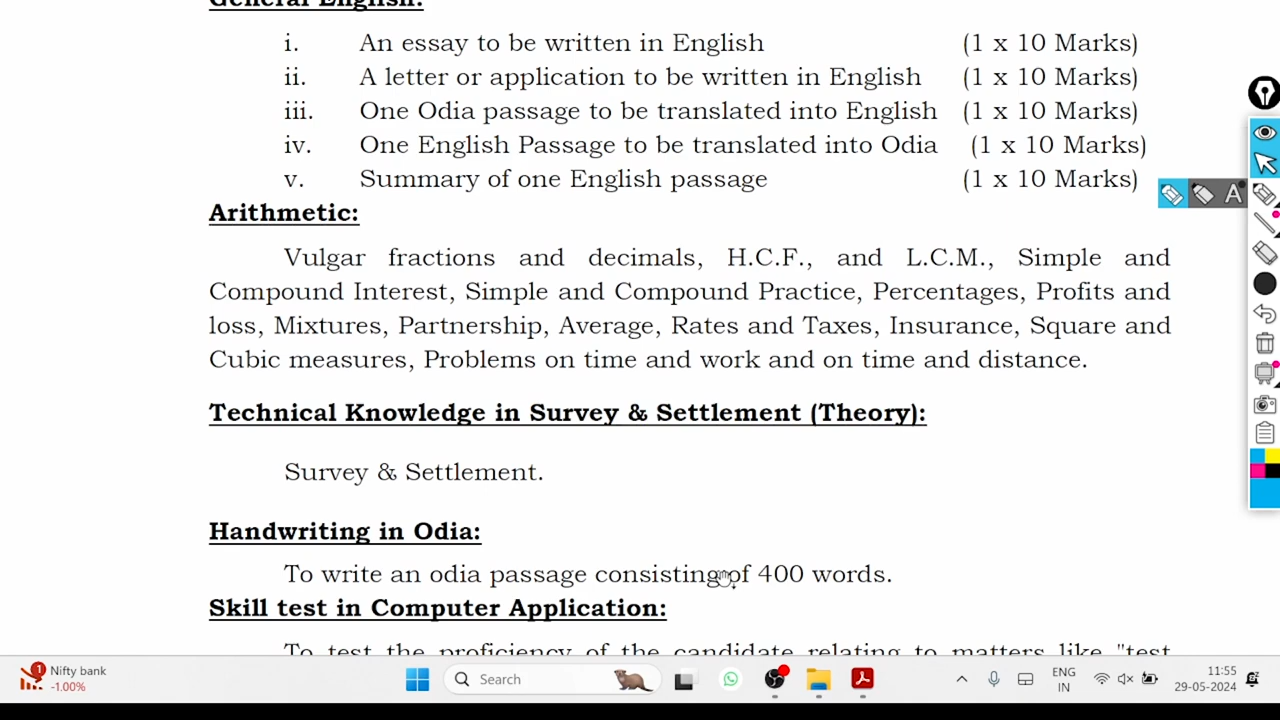 General English:
i. An essay to be written in English (1 x 10 Marks)
ii. A letter or application to be written in English (1 x 10 Marks)
iii. One Odia passage to be translated into English (1 x 10 Marks)
iv. One English Passage to be translated into Odia (1 x 10 Marks)
v. Summary of one English passage (1 x 10 Marks)
Arithmetic:
Vulgar fractions and decimals, H.C.F., and L.C.M., Simple and
Compound Interest, Simple and Compound Practice, Percentages, Profits and
loss, Mixtures, Partnership, Average, Rates and Taxes, Insurance, Square and
Cubic measures, Problems on time and work and on time and distance.
Technical Knowledge in Survey & Settlement (Theory):
Survey & Settlement.
Handwriting in Odia:
To write an odia passage consisting of 400 words.
Skill test in Computer Application:
To test the proficiency of the candidate relating to matters like "test
A
1
Nifty bank
-1.00%
Search
ENG
IN
11:55
29-05-2024